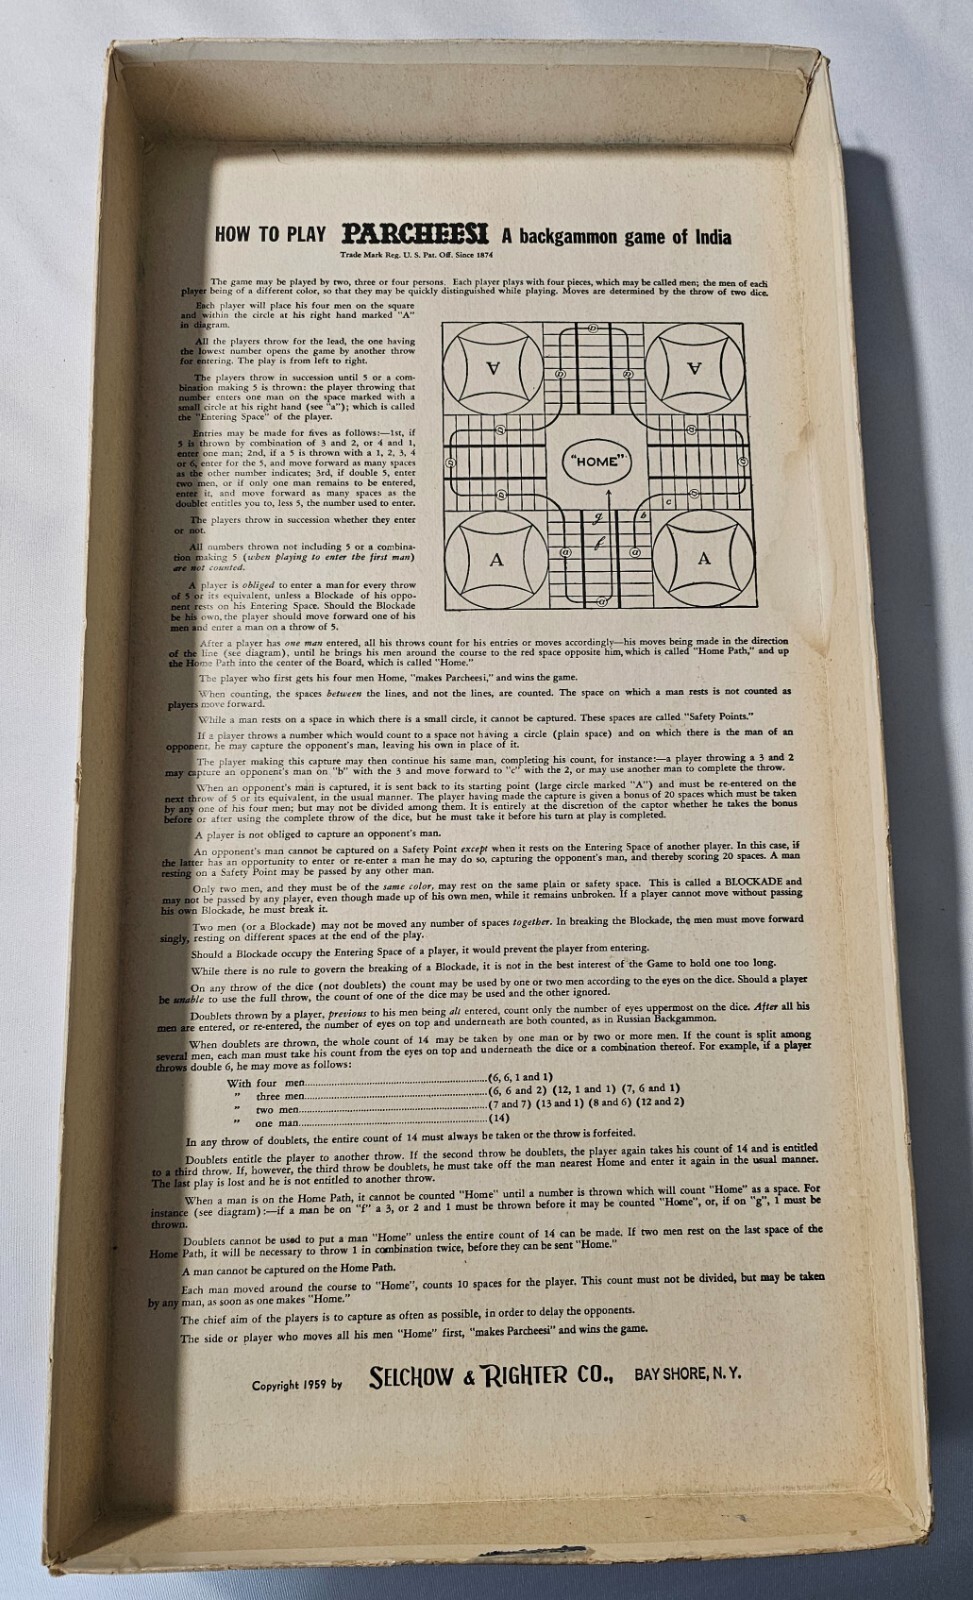 HOW TO PLAY PARCHEESI A backgammon game of India
Trade Mark Reg. U. S. Pat. Off. Since 1874
The game may be played by two, three or four persons. Each player plays with four pieces, which may be called men; the men of each
player being of a different color, so that they may be quickly distinguished while playing. Moves are determined by the throw of two dice.
Each player will place his four men on the square
and within the circle at his right hand marked "A"
in diagram.
All the players throw for the lead, the one having
the lowest number opens the game by another throw
for entering. The play is from left to right.
The players throw in succession until 5 or a com-
bination making 5 is thrown: the player throwing that
number enters one man on the space marked with a
small circle at his right hand (see "a"); which is called
the "Entering Space" of the player.
Entries may be made for fives as follows:—1st, if
5 is thrown by combination of 3 and 2, or 4 and 1,
enter one man; 2nd, if a 5 is thrown with a 1, 2, 3, 4
or 6, enter for the 5, and move forward as many spaces
as the other number indicates; 3rd, if double 5, enter
two men, or if only one man remains to be entered,
enter it, and move forward as many spaces as the
doublet entitles you to, less 5, the number used to enter.
The players throw in succession whether they enter
or not.
All numbers thrown not including 5 or a combina-
tion making 5 (when playing to enter the first man)
are not counted.
A player is obliged to enter a man for every throw
of 5 or its equivalent, unless a Blockade of his oppo-
nent rests on his Entering Space. Should the Blockade
be his own, the player should move forward one of his
men and enter a man on a throw of 5.
A
A
"HOME"
c
g
b
f
a
a
a
A
A
After a player has one man entered, all his throws count for his entries or moves accordingly—his moves being made in the direction
of the line (see diagram), until he brings his men around the course to the red space opposite him, which is called "Home Path," and up
the Home Path into the center of the Board, which is called "Home."
The player who first gets his four men Home, "makes Parcheesi," and wins the game.
When counting, the spaces between the lines, and not the lines, are counted. The space on which a man rests is not counted as
players move forward.
While a man rests on a space in which there is a small circle, it cannot be captured. These spaces are called "Safety Points."
If a player throws a number which would count to a space not having a circle (plain space) and on which there is the man of an
opponent, he may capture the opponent's man, leaving his own in place of it.
The player making this capture may then continue his same man, completing his count, for instance:—a player throwing a 3 and 2
may capture an opponent's man on "b" with the 3 and move forward to "c" with the 2, or may use another man to complete the throw.
When an opponent's man is captured, it is sent back to its starting point (large circle marked "A") and must be re-entered on the
next throw of 5 or its equivalent, in the usual manner. The player having made the capture is given a bonus of 20 spaces which must be taken
by any one of his four men; but may not be divided among them. It is entirely at the discretion of the captor whether he takes the bonus
before or after using the complete throw of the dice, but he must take it before his turn at play is completed.
A player is not obliged to capture an opponent's man.
An opponent's man cannot be captured on a Safety Point except when it rests on the Entering Space of another player. In this case, if
the latter has an opportunity to enter or re-enter a man he may do so, capturing the opponent's man, and thereby scoring 20 spaces. A man
resting on a Safety Point may be passed by any other man.
Only two men, and they must be of the same color, may rest on the same plain or safety space. This is called a BLOCKADE and
may not be passed by any player, even though made up of his own men, while it remains unbroken. If a player cannot move without passing
his own Blockade, he must break it.
Two men (or a Blockade) may not be moved any number of spaces together. In breaking the Blockade, the men must move forward
singly, resting on different spaces at the end of the play.
Should a Blockade occupy the Entering Space of a player, it would prevent the player from entering.
While there is no rule to govern the breaking of a Blockade, it is not in the best interest of the Game to hold one too long.
On any throw of the dice (not doublets) the count may be used by one or two men according to the eyes on the dice. Should a player
be unable to use the full throw, the count of one of the dice may be used and the other ignored.
Doublets thrown by a player, previous to his men being all entered, count only the number of eyes uppermost on the dice. After all his
men are entered, or re-entered, the number of eyes on top and underneath are both counted, as in Russian Backgammon.
When doublets are thrown, the whole count of 14 may be taken by one man or by two or more men. If the count is split among
several men, each man must take his count from the eyes on top and underneath the dice or a combination thereof. For example, if a player
throws double 6, he may move as follows:
With four men....................(6, 6, 1 and 1)
" three men....................(6, 6 and 2) (12, 1 and 1) (7, 6 and 1)
" two men....................(7 and 7) (13 and 1) (8 and 6) (12 and 2)
" one man....................(14)
In any throw of doublets, the entire count of 14 must always be taken or the throw is forfeited.
Doublets entitle the player to another throw. If the second throw be doublets, the player again takes his count of 14 and is entitled
to a third throw. If, however, the third throw be doublets, he must take off the man nearest Home and enter it again in the usual manner.
The last play is lost and he is not entitled to another throw.
When a man is on the Home Path, it cannot be counted "Home" until a number is thrown which will count "Home" as a space. For
instance (see diagram):—if a man be on "f" a 3, or 2 and 1 must be thrown before it may be counted "Home", or, if on "g", 1 must be
thrown.
Doublets cannot be used to put a man "Home" unless the entire count of 14 can be made. If two men rest on the last space of the
Home Path, it will be necessary to throw 1 in combination twice, before they can be sent "Home."
A man cannot be captured on the Home Path.
Each man moved around the course to "Home", counts 10 spaces for the player. This count must not be divided, but may be taken
by any man, as soon as one makes "Home."
The chief aim of the players is to capture as often as possible, in order to delay the opponents.
The side or player who moves all his men "Home" first, "makes Parcheesi" and wins the game.
Copyright 1959 by SELCHOW & RIGHTER CO., BAY SHORE, N. Y.